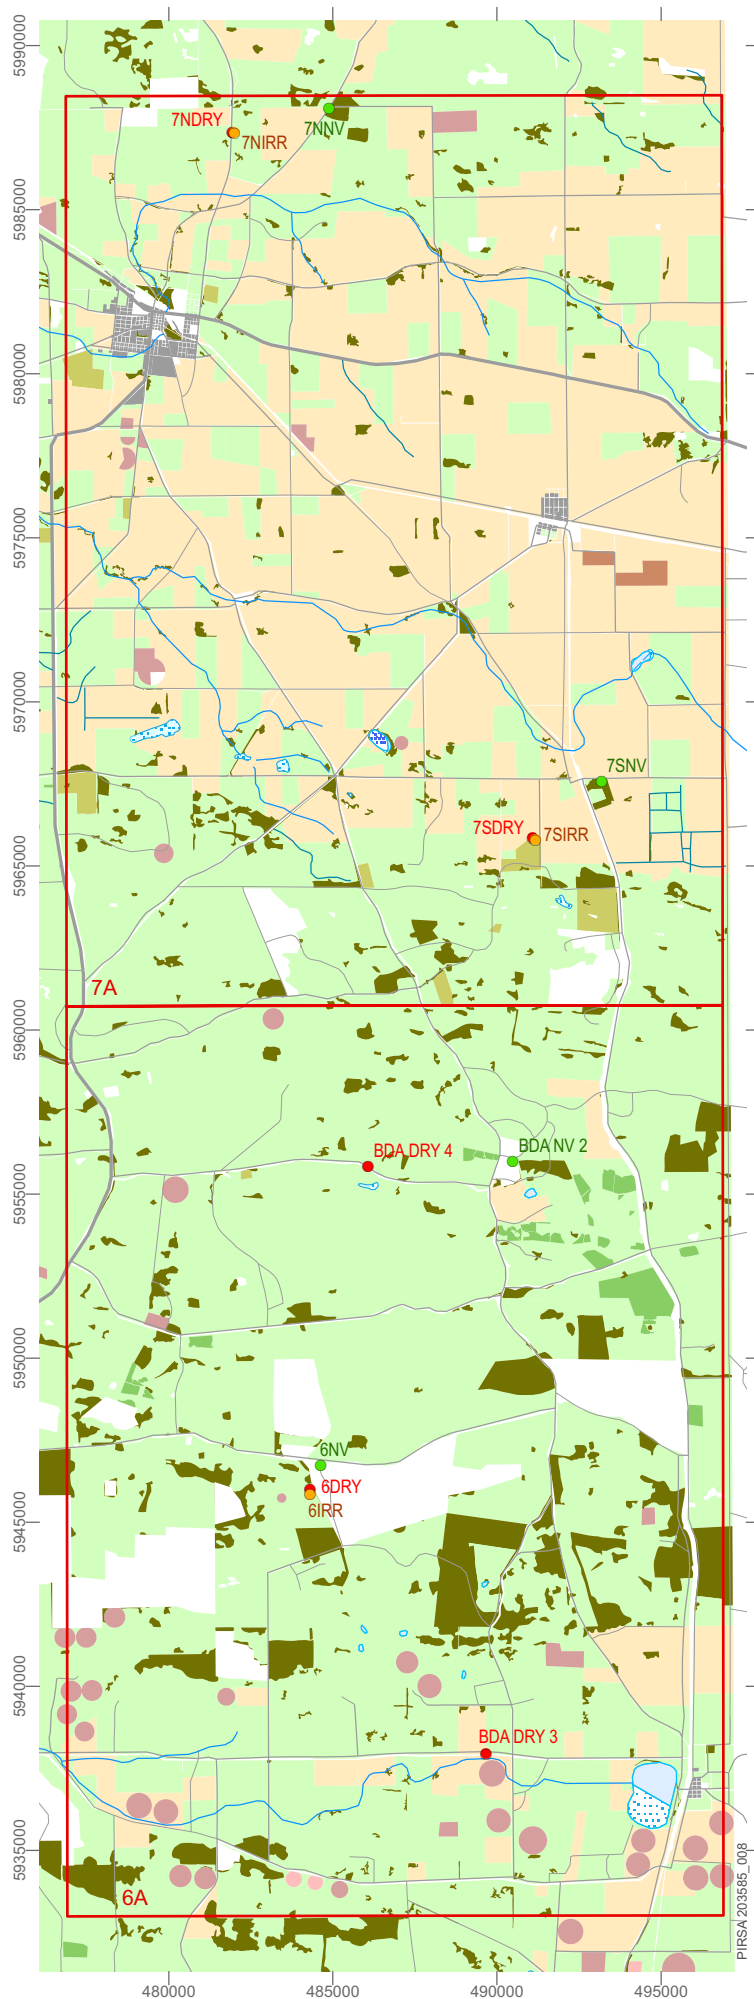 5990000
7NDRY
7NIRR
7NNV
5985000
5980000
5975000
5970000
7SNV
7SDRY
7SIRR
5965000
7A
5960000
BDA DRY 4
BDA NV 2
5955000
5950000
6NV
6DRY
6IRR
5945000
5940000
BDA DRY 3
5935000
6A
PIRSA 203585_008
480000
485000
490000
495000